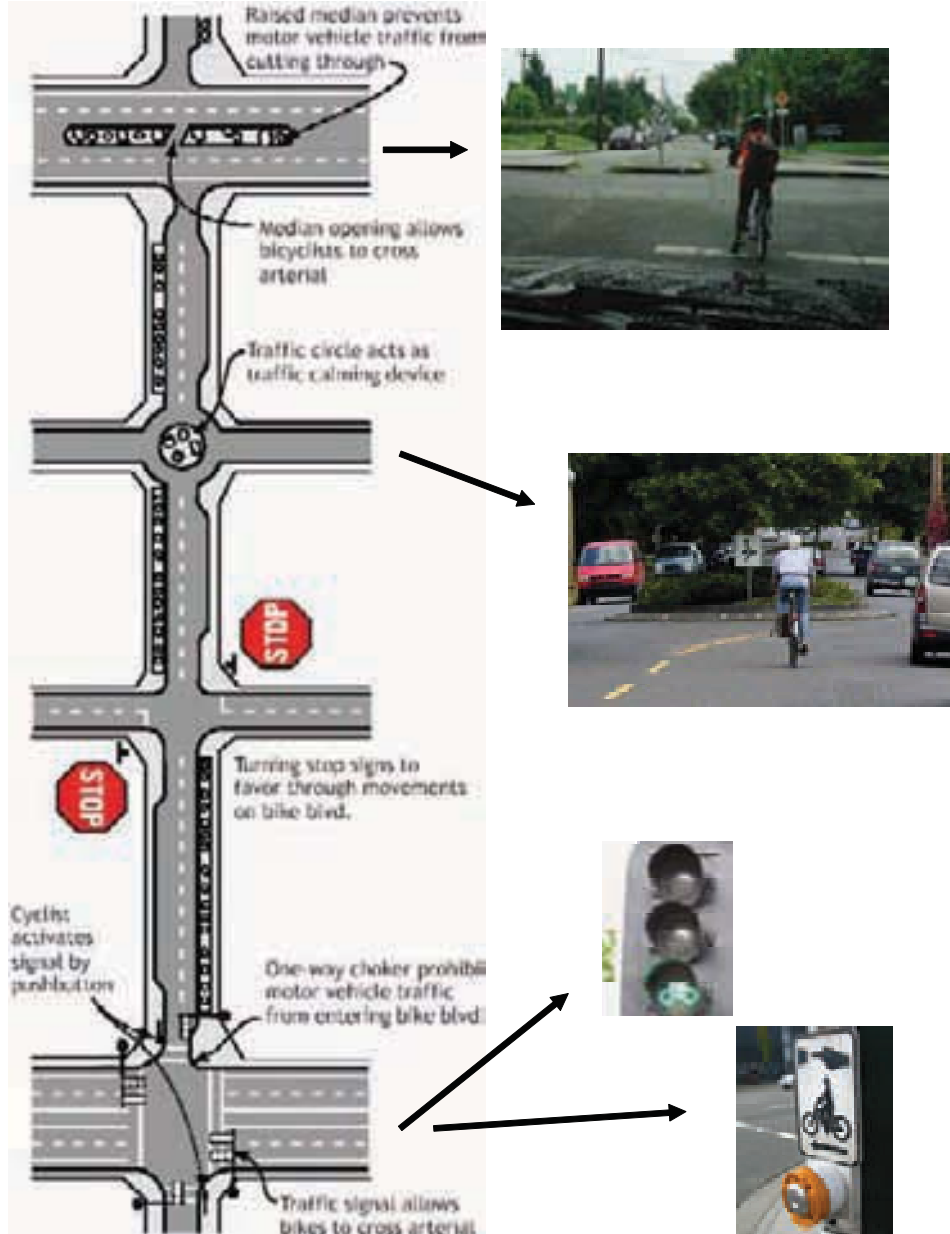 Raised median prevents
motor vehicle traffic from
cutting through
Median opening allows
bicyclists to cross
arterial
Traffic circle acts as
traffic calming device
STOP
STOP
Turning stop signs to
favor through movements
on bike blvd.
Cyclist
activates
signal by
pushbutton
One-way choker prohibi
motor vehicle traffic
from entering bike blvd
Traffic signal allows
bikes to cross arterial